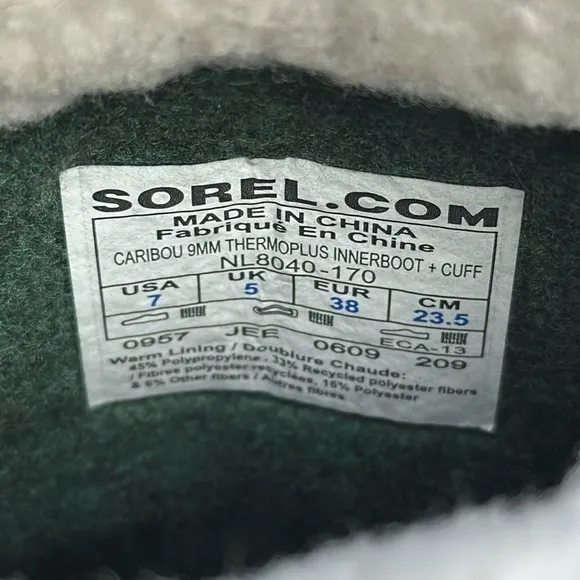 SOREL.COM
MADE IN CHINA
Fabriqué En Chine
CARIBOU 9MM THERMOPLUS INNERBOOT + CUFF
NL8040-170
USA UK EUR CM
7 5 38 23.5
ECA-13
0957 JEE 0609 209
Warm Lining / Doublure Chaude:
45% Polypropylene - 33% Recycled polyester fibers
/ Fibres polyester recyclées, 16% Polyester
& 6% Other fibers / Autres fibres